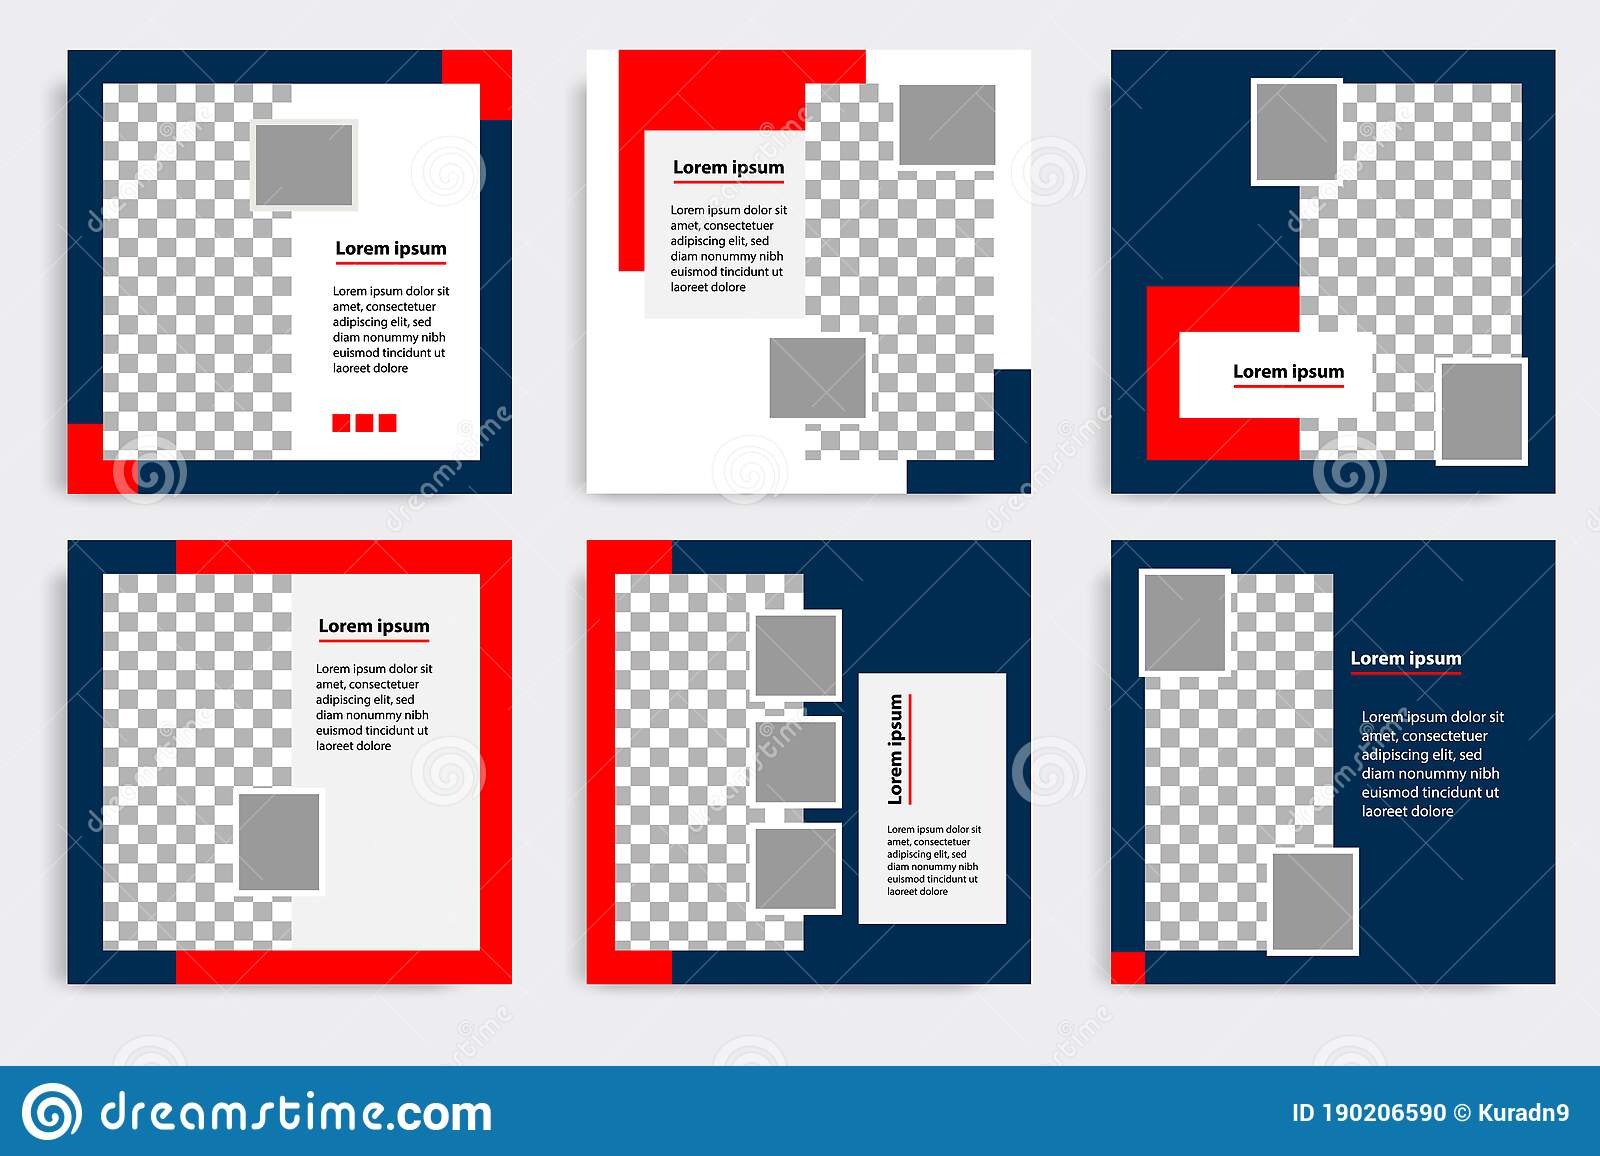 Lorem ipsum
Lorem ipsum dolor sit
amet, consectetuer
adipiscing elit, sed
diam nonummy nibh
euismod tincidunt ut
laoreet dolore
Lorem ipsum
Lorem ipsum dolor sit
amet, consectetuer
adipiscing elit, sed
diam nonummy nibh
euismod tincidunt ut
laoreet dolore
Lorem ipsum
Lorem ipsum
Lorem ipsum dolor sit
amet, consectetuer
adipiscing elit, sed
diam nonummy nibh
euismod tincidunt ut
laoreet dolore
Lorem ipsum
Lorem ipsum dolor sit
amet, consectetuer
adipiscing elit, sed
diam nonummy nibh
euismod tincidunt ut
laoreet dolore
Lorem ipsum
Lorem ipsum dolor sit
amet, consectetuer
adipiscing elit, sed
diam nonummy nibh
euismod tincidunt ut
laoreet dolore
dreamstime.com
ID 190206590 © Kuradn9